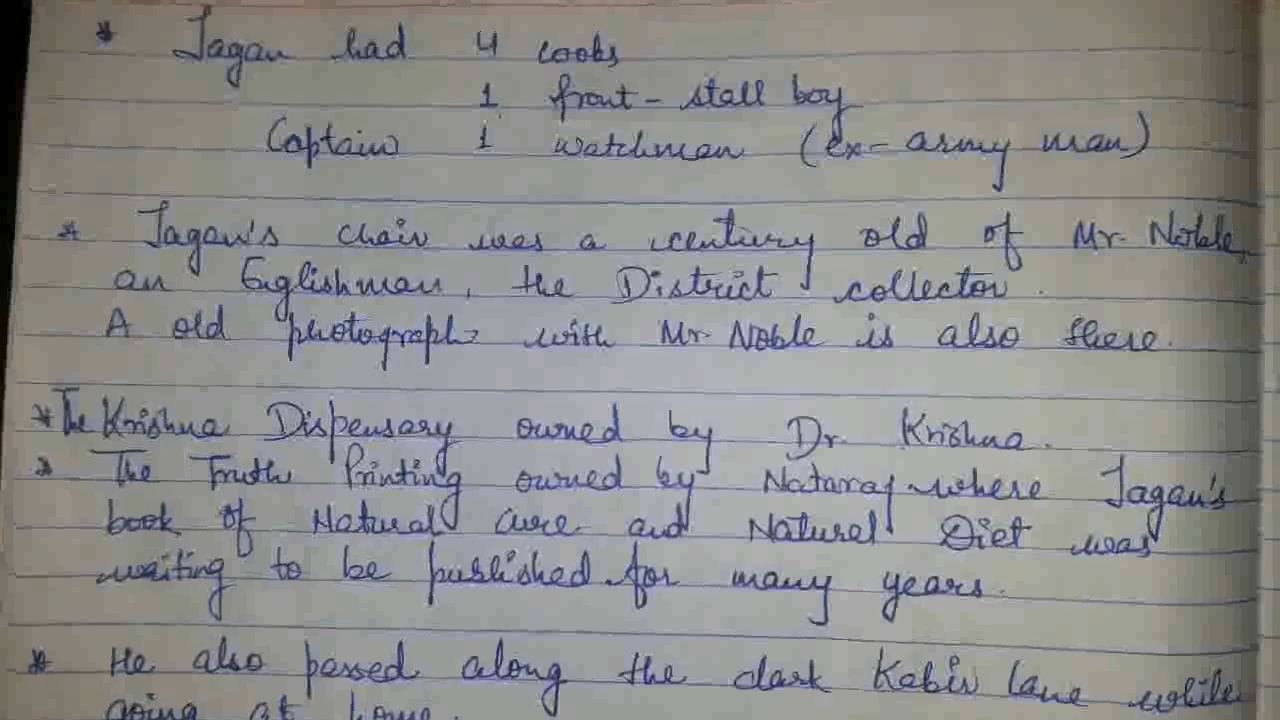 * Jagan had 4 cooks
1 front-stall boy
Captain 1 watchman (ex-army man)
* Jagan's chair was a century old of Mr. Noble,
an Englishman, the District collector.
A old photograph with Mr. Noble is also there.
* The Krishna Dispensary owned by Dr. Krishna.
* The Truth Printing owned by Nataraj where Jagan's
book of Natural cure and Natural Diet was
waiting to be published for many years.
* He also passed along the dark Kabir lane while
going at home.